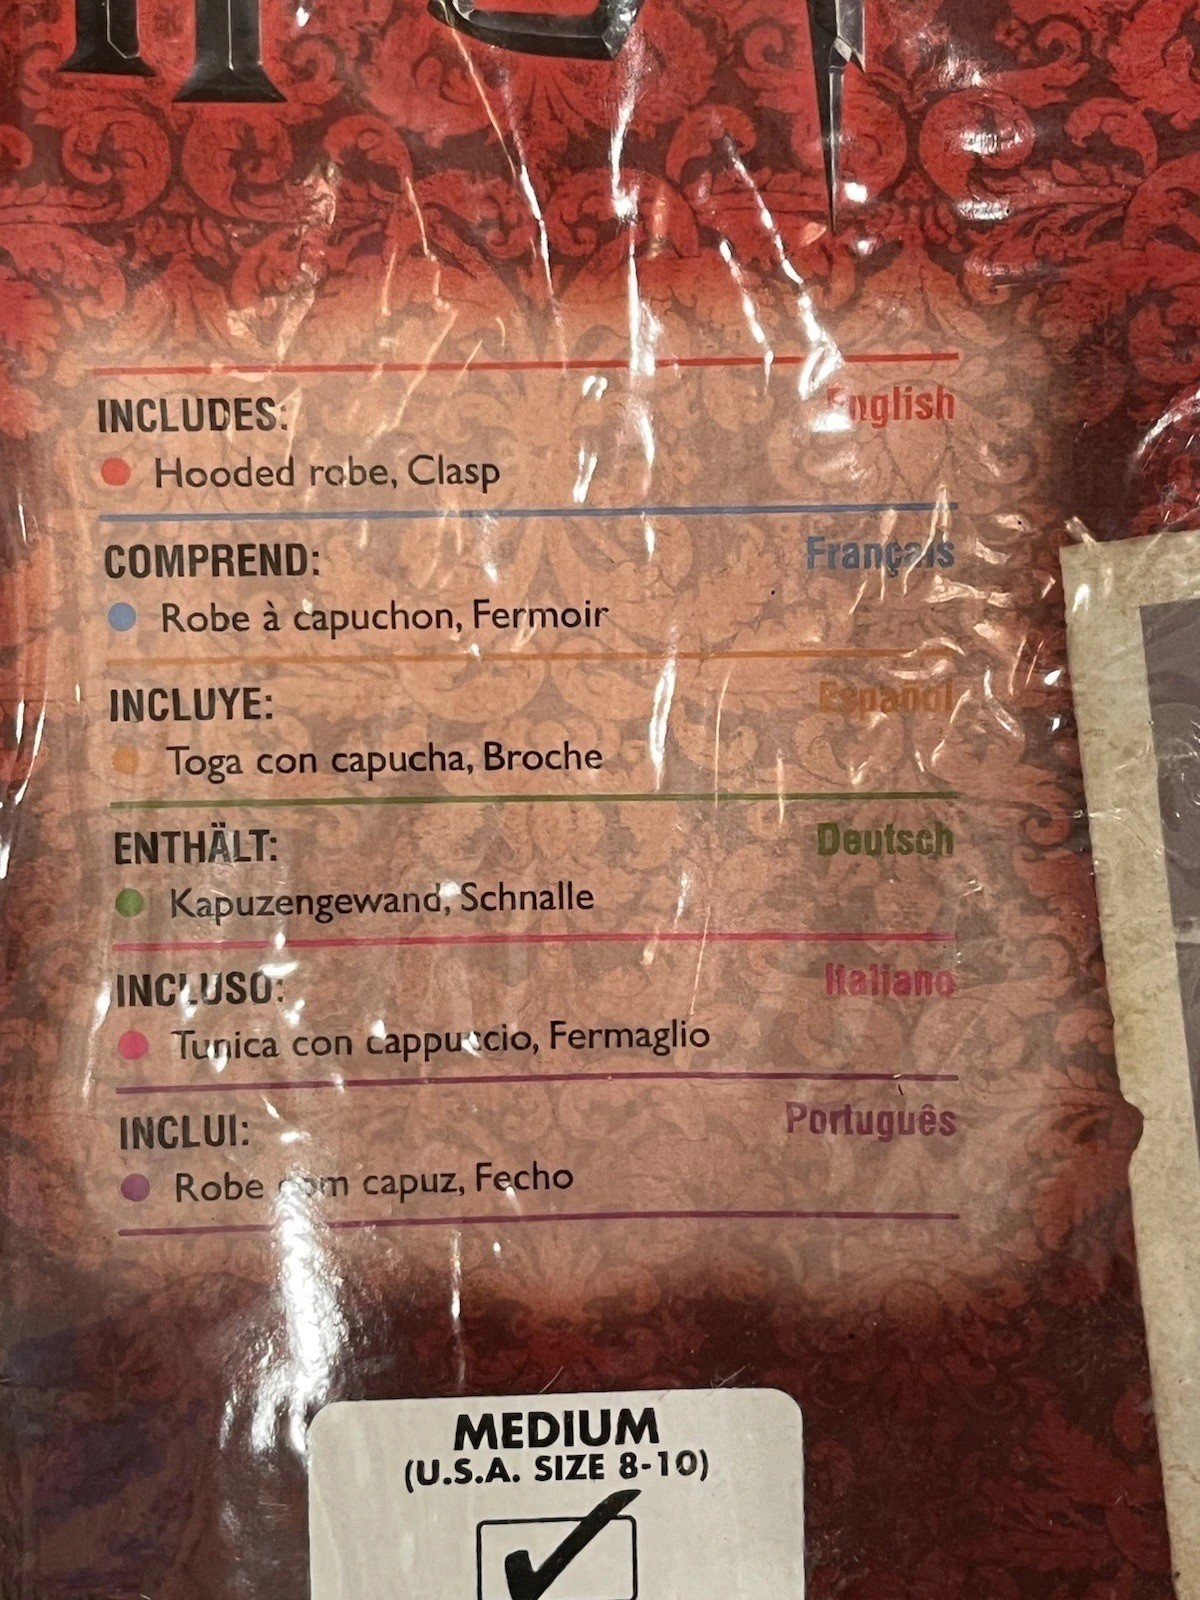 INCLUDES: English
Hooded robe, Clasp
COMPREND: Français
Robe à capuchon, Fermoir
INCLUYE: Español
Toga con capucha, Broche
ENTHÄLT: Deutsch
Kapuzengewand, Schnalle
INCLUSO: Italiano
Tunica con cappuccio, Fermaglio
INCLUI: Português
Robe com capuz, Fecho
MEDIUM
(U.S.A. SIZE 8-10)